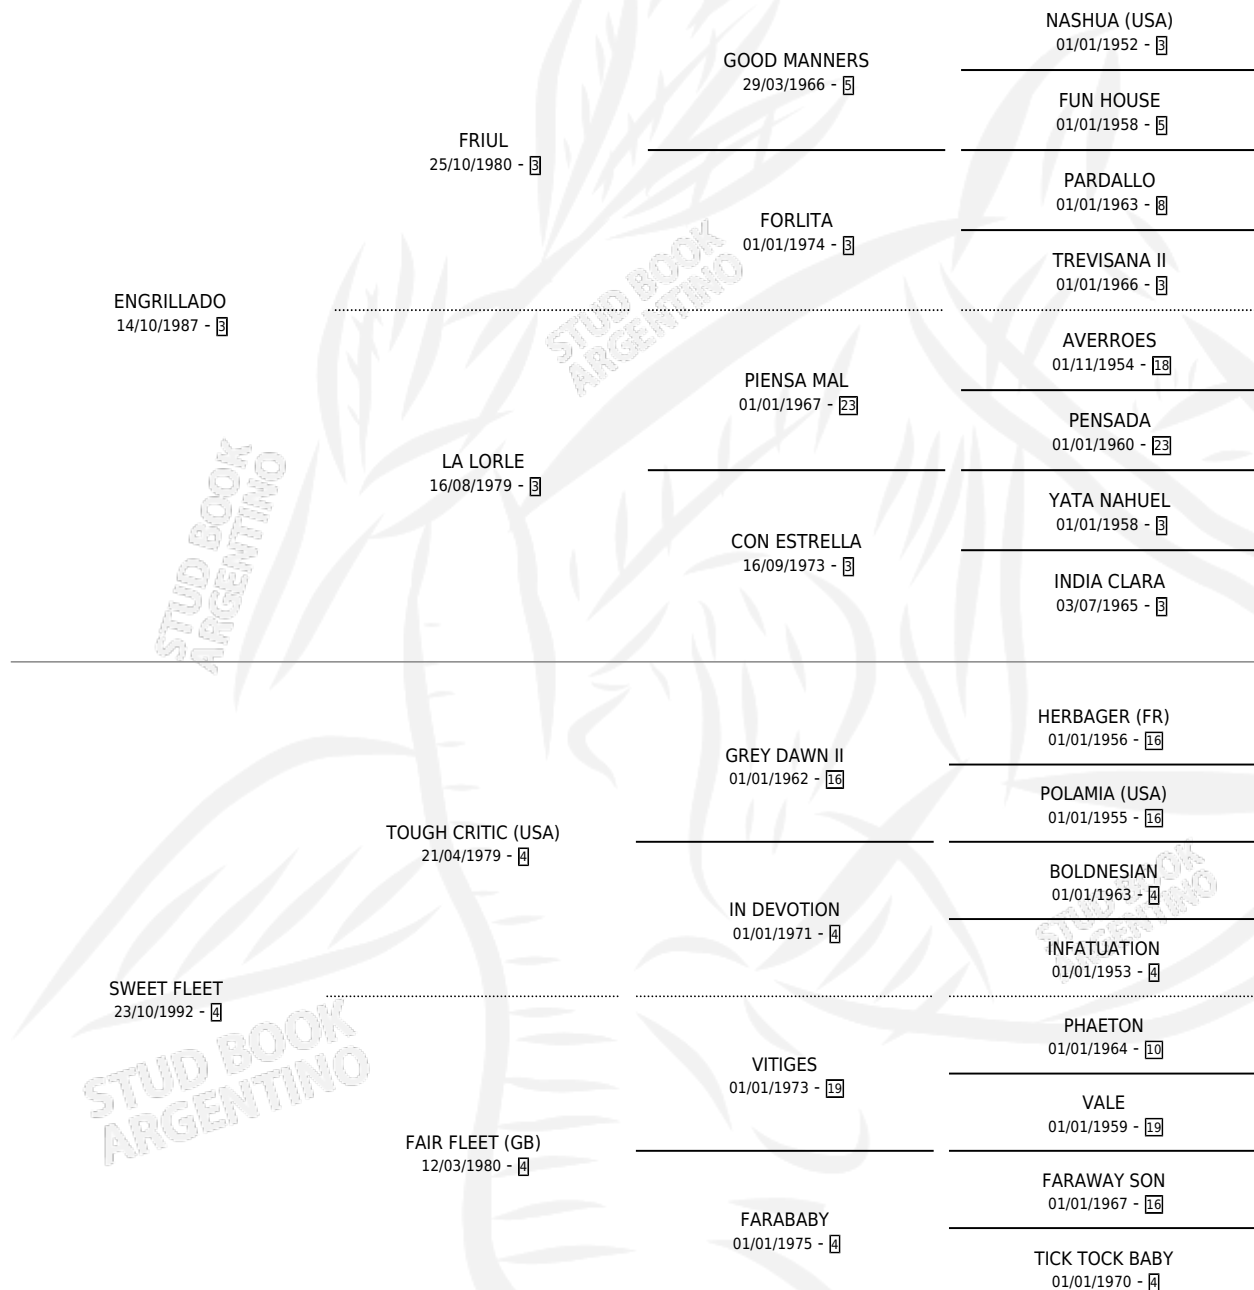 NASHUA (USA)
01/01/1952 - 3
GOOD MANNERS
29/03/1966 - 5
FUN HOUSE
01/01/1958 - 5
FRIUL
25/10/1980 - 3
PARDALLO
01/01/1963 - 8
FORLITA
01/01/1974 - 3
TREVISANA II
01/01/1966 - 3
ENGRILLADO
14/10/1987 - 3
STUD BOOK
ARGENTINO
AVERROES
01/11/1954 - 18
PIENSA MAL
01/01/1967 - 23
PENSADA
01/01/1960 - 23
LA LORLE
16/08/1979 - 3
YATA NAHUEL
01/01/1958 - 3
CON ESTRELLA
16/09/1973 - 3
INDIA CLARA
03/07/1965 - 3
STUD BOOK
ARGENTINO
HERBAGER (FR)
01/01/1956 - 16
GREY DAWN II
01/01/1962 - 16
POLAMIA (USA)
01/01/1955 - 16
TOUGH CRITIC (USA)
21/04/1979 - 4
BOLDNESIAN
01/01/1963 - 4
IN DEVOTION
01/01/1971 - 4
INFATUATION
01/01/1953 - 4
STUD BOOK
ARGENTINO
SWEET FLEET
23/10/1992 - 4
STUD BOOK
ARGENTINO
PHAETON
01/01/1964 - 10
VITIGES
01/01/1973 - 19
VALE
01/01/1959 - 19
FAIR FLEET (GB)
12/03/1980 - 4
FARAWAY SON
01/01/1967 - 16
FARABABY
01/01/1975 - 4
TICK TOCK BABY
01/01/1970 - 4